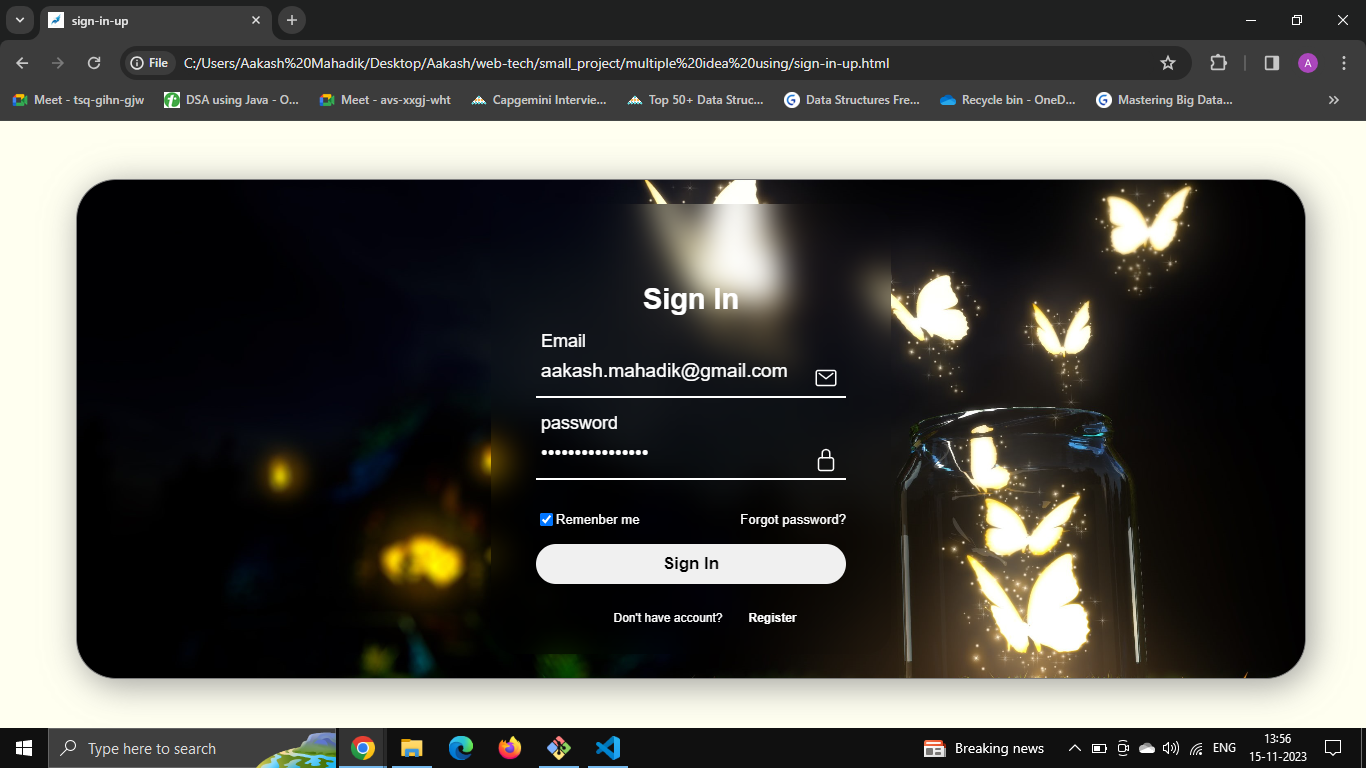 sign-in-up
File C:/Users/Aakash%20Mahadik/Desktop/Aakash/web-tech/small_project/multiple%20idea%20using/sign-in-up.html A
Meet - tsq-gihn-gjw DSA using Java - O... Meet - avs-xxgj-wht Capgemini Intervie... Top 50+ Data Struc... Data Structures Fre... Recycle bin - OneD... Mastering Big Data...
Sign In
Email
aakash.mahadik@gmail.com
password
••••••••••••••••
Remenber me Forgot password?
Sign In
Don't have account? Register
Type here to search Breaking news ENG 13:56
15-11-2023